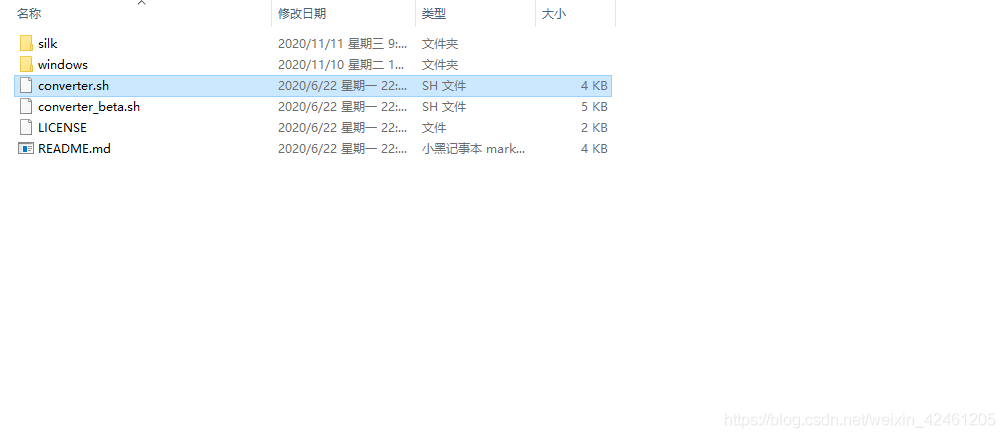 名称 修改日期 类型 大小
silk 2020/11/11 星期三 9:... 文件夹
windows 2020/11/10 星期二 1... 文件夹
converter.sh 2020/6/22 星期一 22:... SH 文件 4 KB
converter_beta.sh 2020/6/22 星期一 22:... SH 文件 5 KB
LICENSE 2020/6/22 星期一 22:... 文件 2 KB
README.md 2020/6/22 星期一 22:... 小黑记事本 mark... 4 KB
https://blog.csdn.net/weixin_42461205